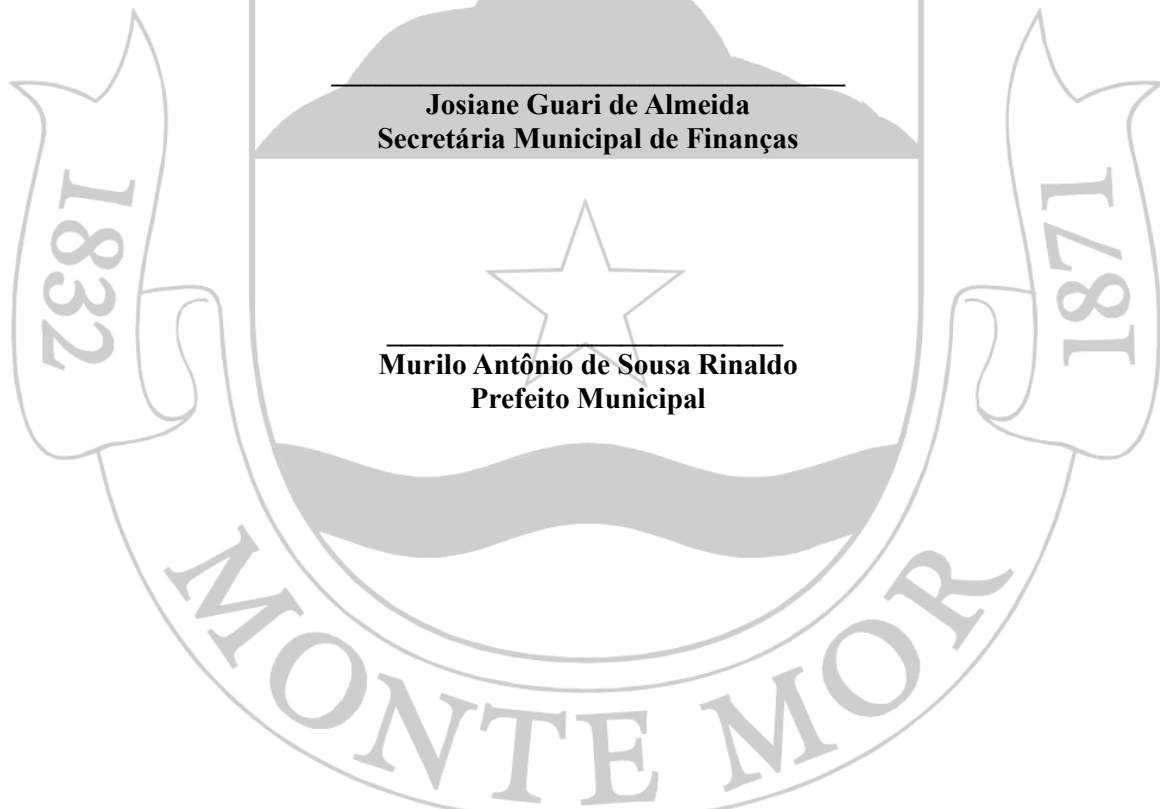 Josiane Guari de Almeida
Secretária Municipal de Finanças
1832
1871
Murilo Antônio de Sousa Rinaldo
Prefeito Municipal
MONTE MOR